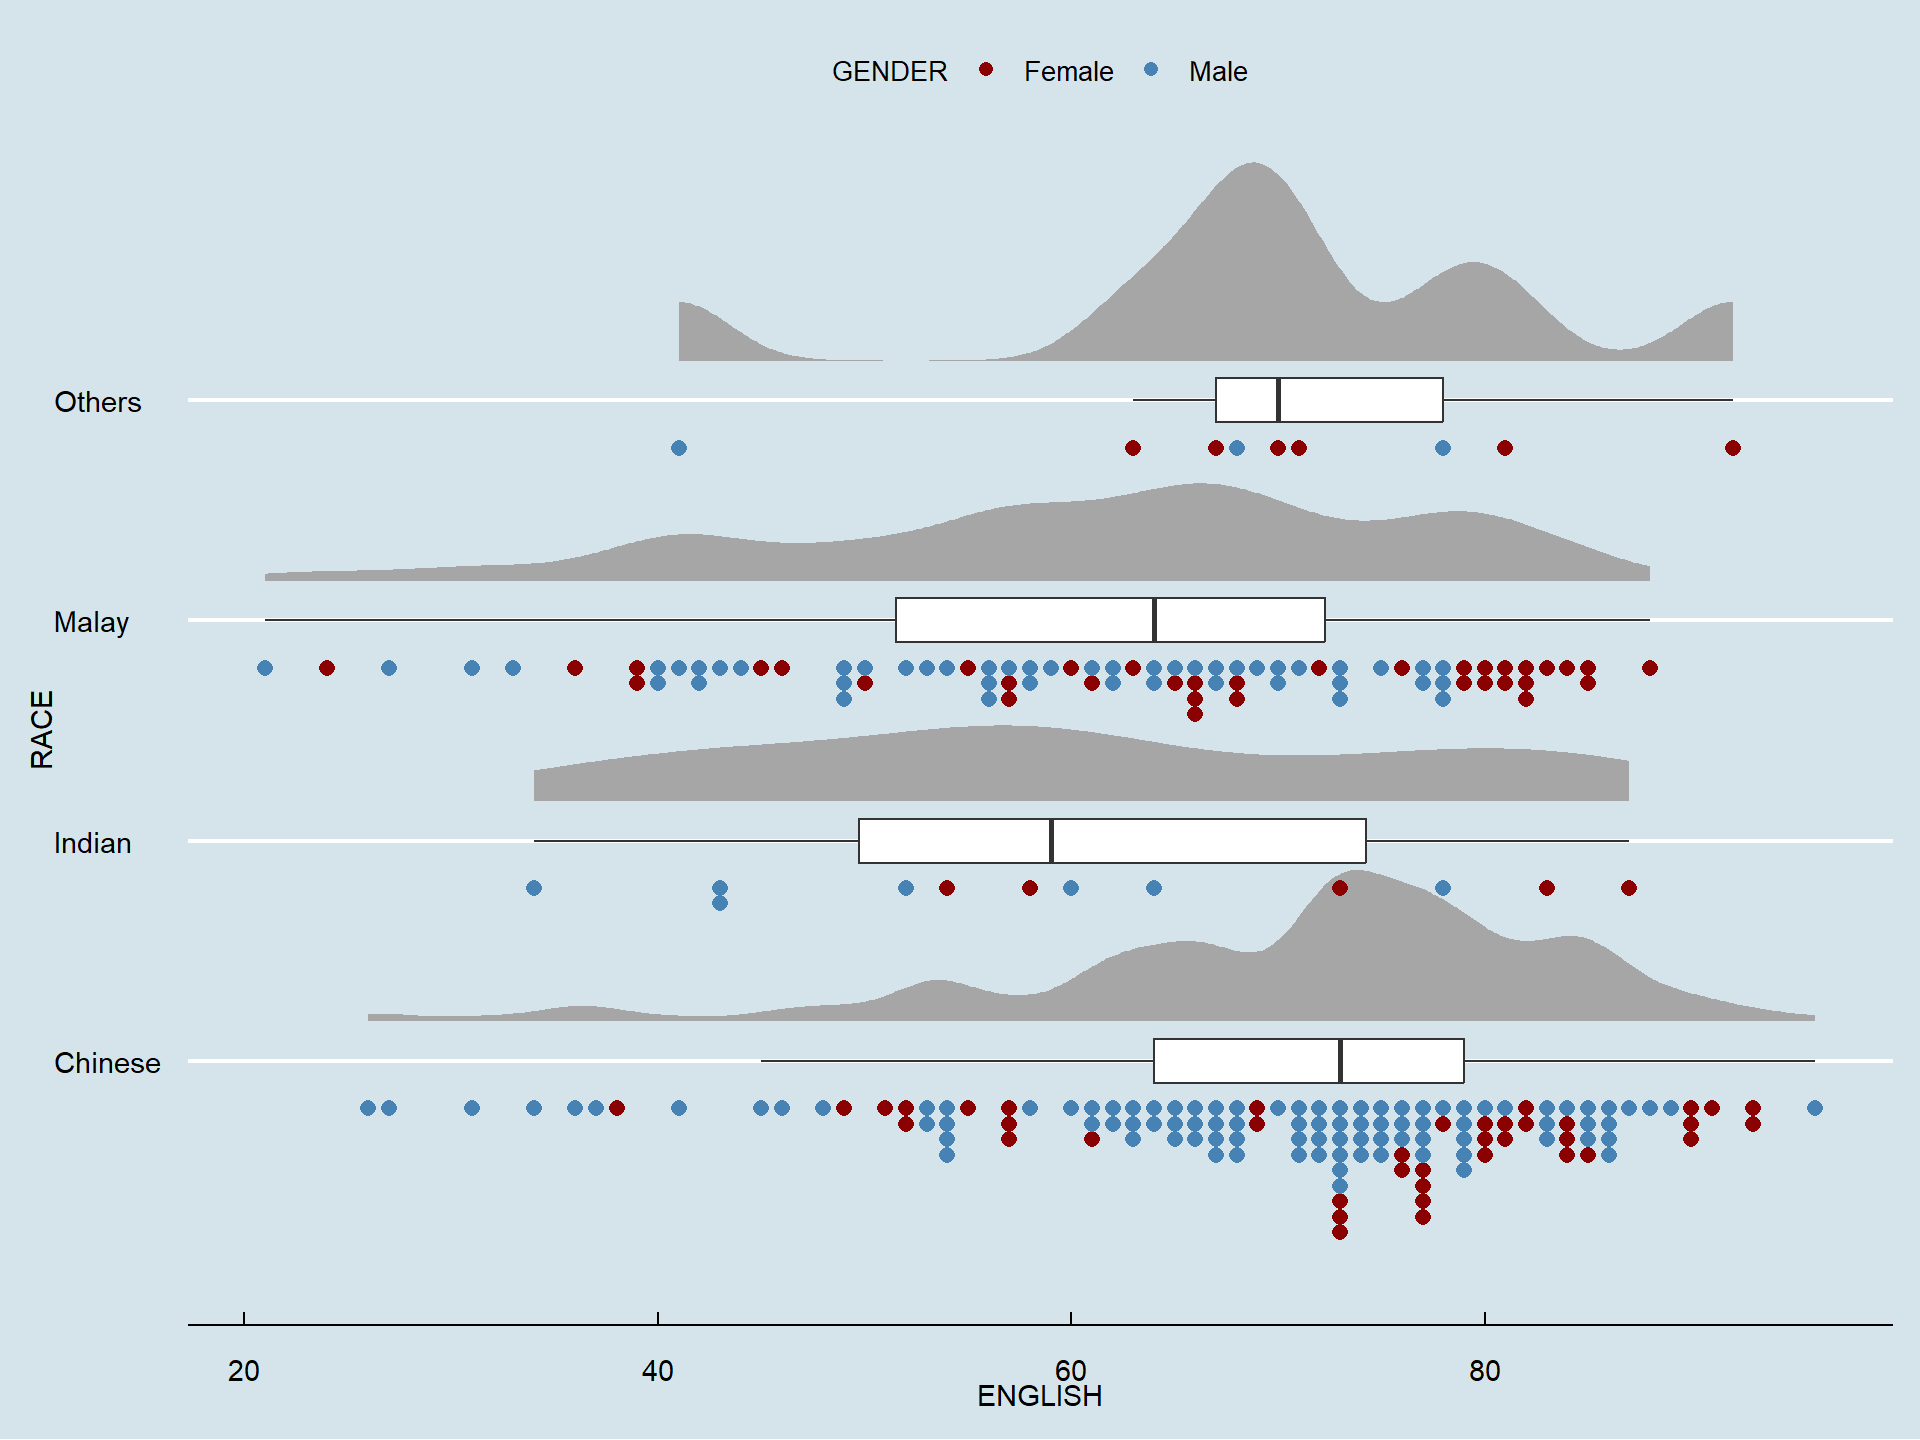 GENDER Female Male
Others
Malay
RACE
Indian
Chinese
20 40 60 80
ENGLISH